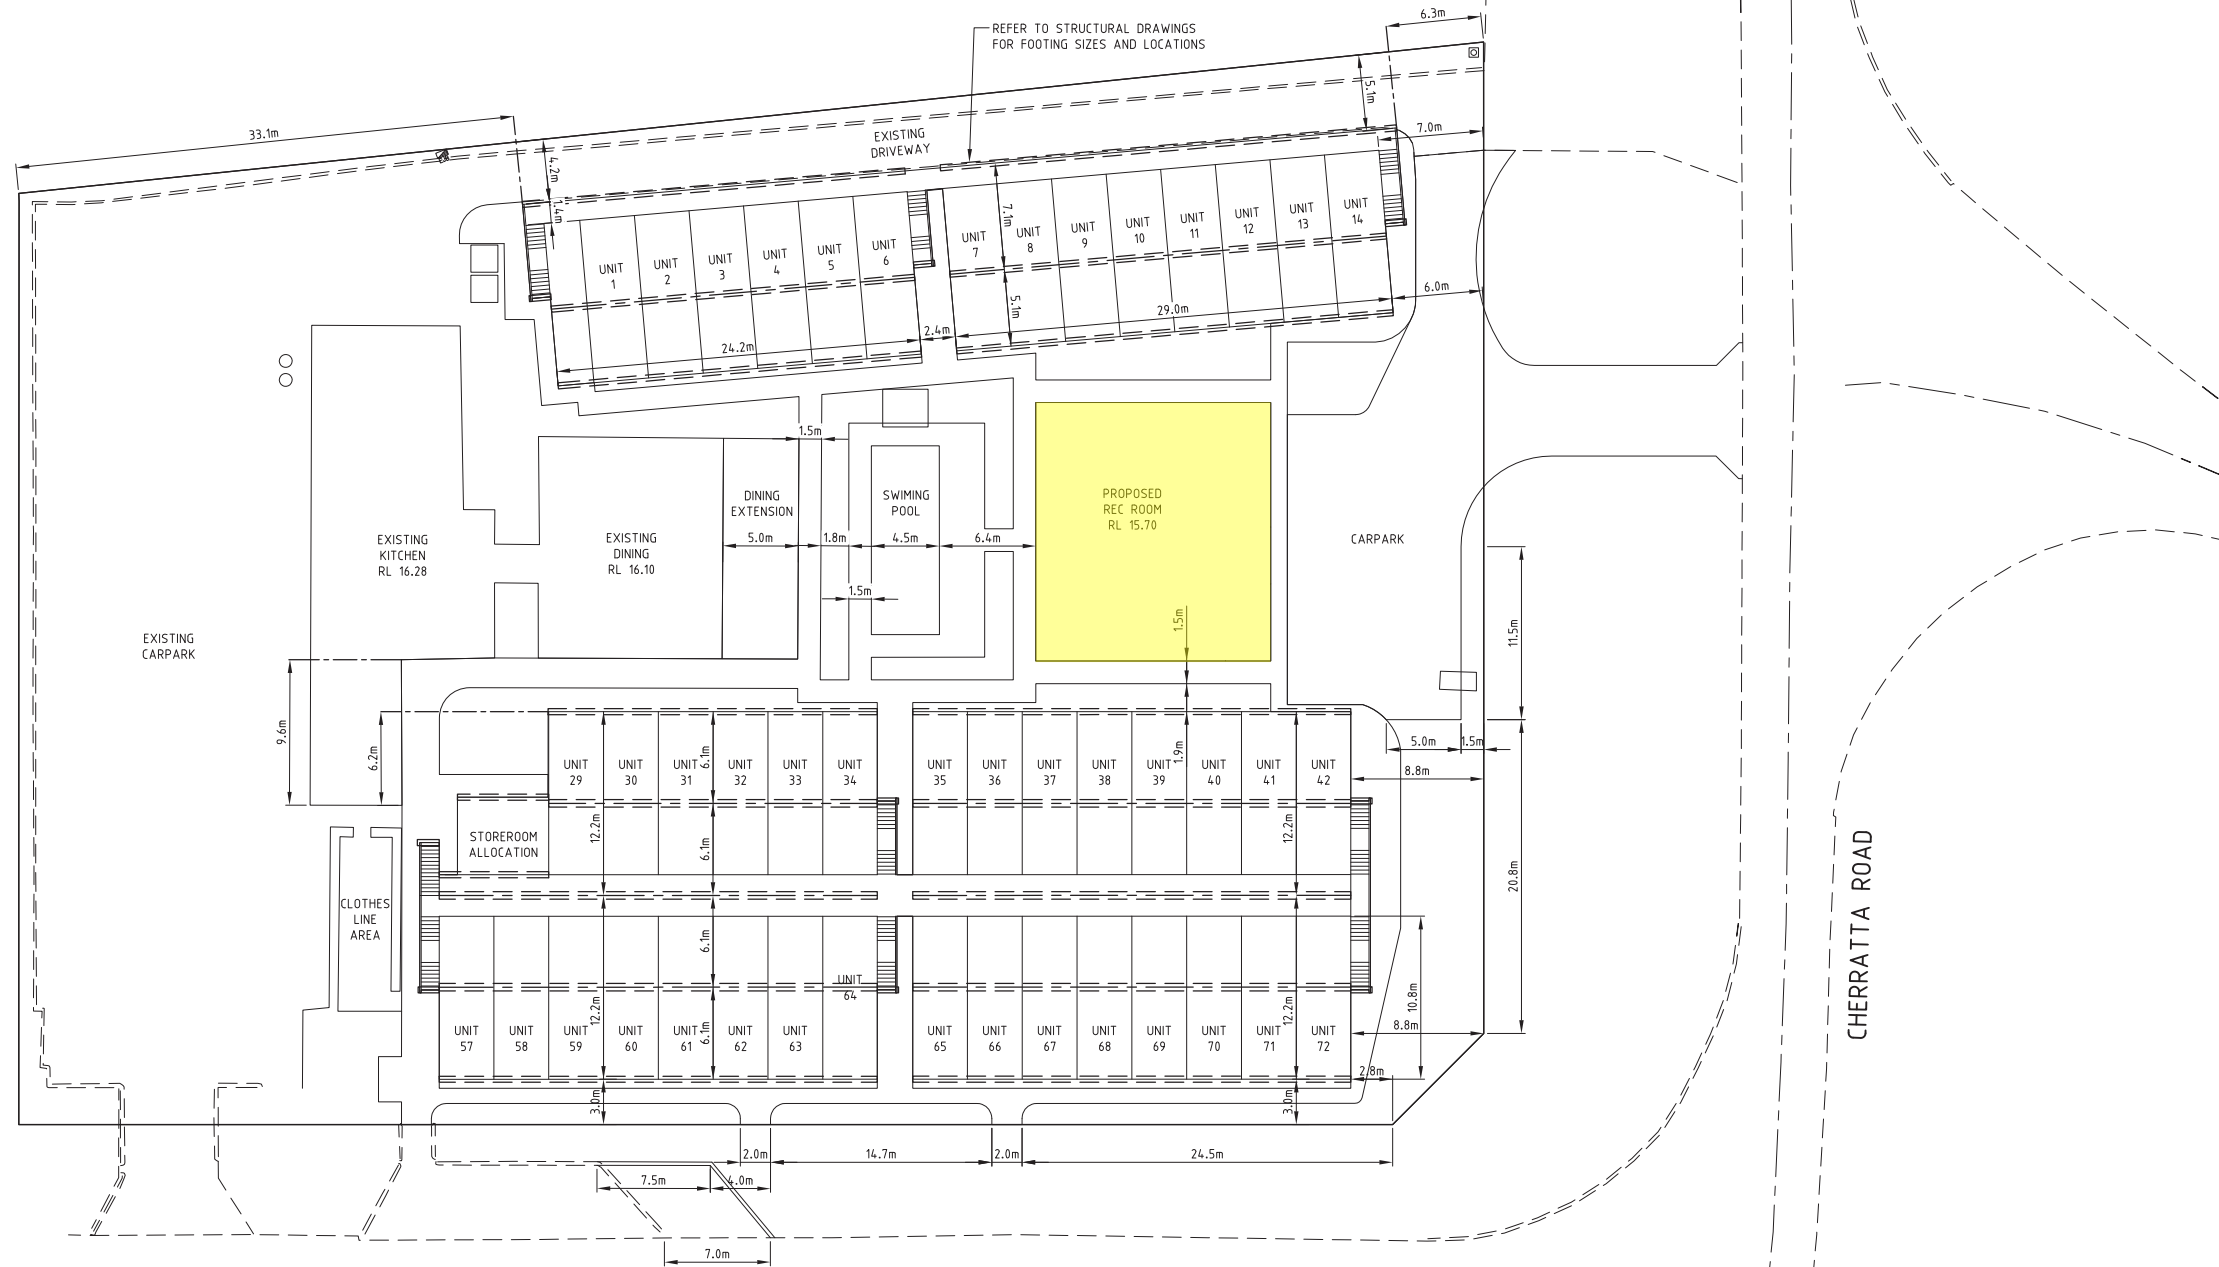 6.3m
REFER TO STRUCTURAL DRAWINGS
FOR FOOTING SIZES AND LOCATIONS
33.1m
EXISTING
DRIVEWAY
5.1m
7.0m
4.2m
1.4m
7.1m
UNIT
1
UNIT
2
UNIT
3
UNIT
4
UNIT
5
UNIT
6
UNIT
7
UNIT
8
UNIT
9
UNIT
10
UNIT
11
UNIT
12
UNIT
13
UNIT
14
5.1m
29.0m
6.0m
24.2m
2.4m
1.5m
DINING
EXTENSION
5.0m
SWIMING
POOL
1.8m
4.5m
6.4m
1.5m
PROPOSED
REC ROOM
RL 15.70
1.5m
CARPARK
EXISTING
KITCHEN
RL 16.28
EXISTING
DINING
RL 16.10
EXISTING
CARPARK
11.5m
9.6m
6.2m
5.0m
1.5m
8.8m
1.9m
UNIT
29
UNIT
30
UNIT
31
UNIT
32
UNIT
33
UNIT
34
UNIT
35
UNIT
36
UNIT
37
UNIT
38
UNIT
39
UNIT
40
UNIT
41
UNIT
42
6.1m
12.2m
6.1m
12.2m
STOREROOM
ALLOCATION
CLOTHES
LINE
AREA
20.8m
CHERRATTA ROAD
6.1m
12.2m
6.1m
12.2m
10.8m
8.8m
UNIT
64
UNIT
57
UNIT
58
UNIT
59
UNIT
60
UNIT
61
UNIT
62
UNIT
63
UNIT
65
UNIT
66
UNIT
67
UNIT
68
UNIT
69
UNIT
70
UNIT
71
UNIT
72
2.8m
3.0m
3.0m
2.0m
14.7m
2.0m
24.5m
7.5m
4.0m
7.0m